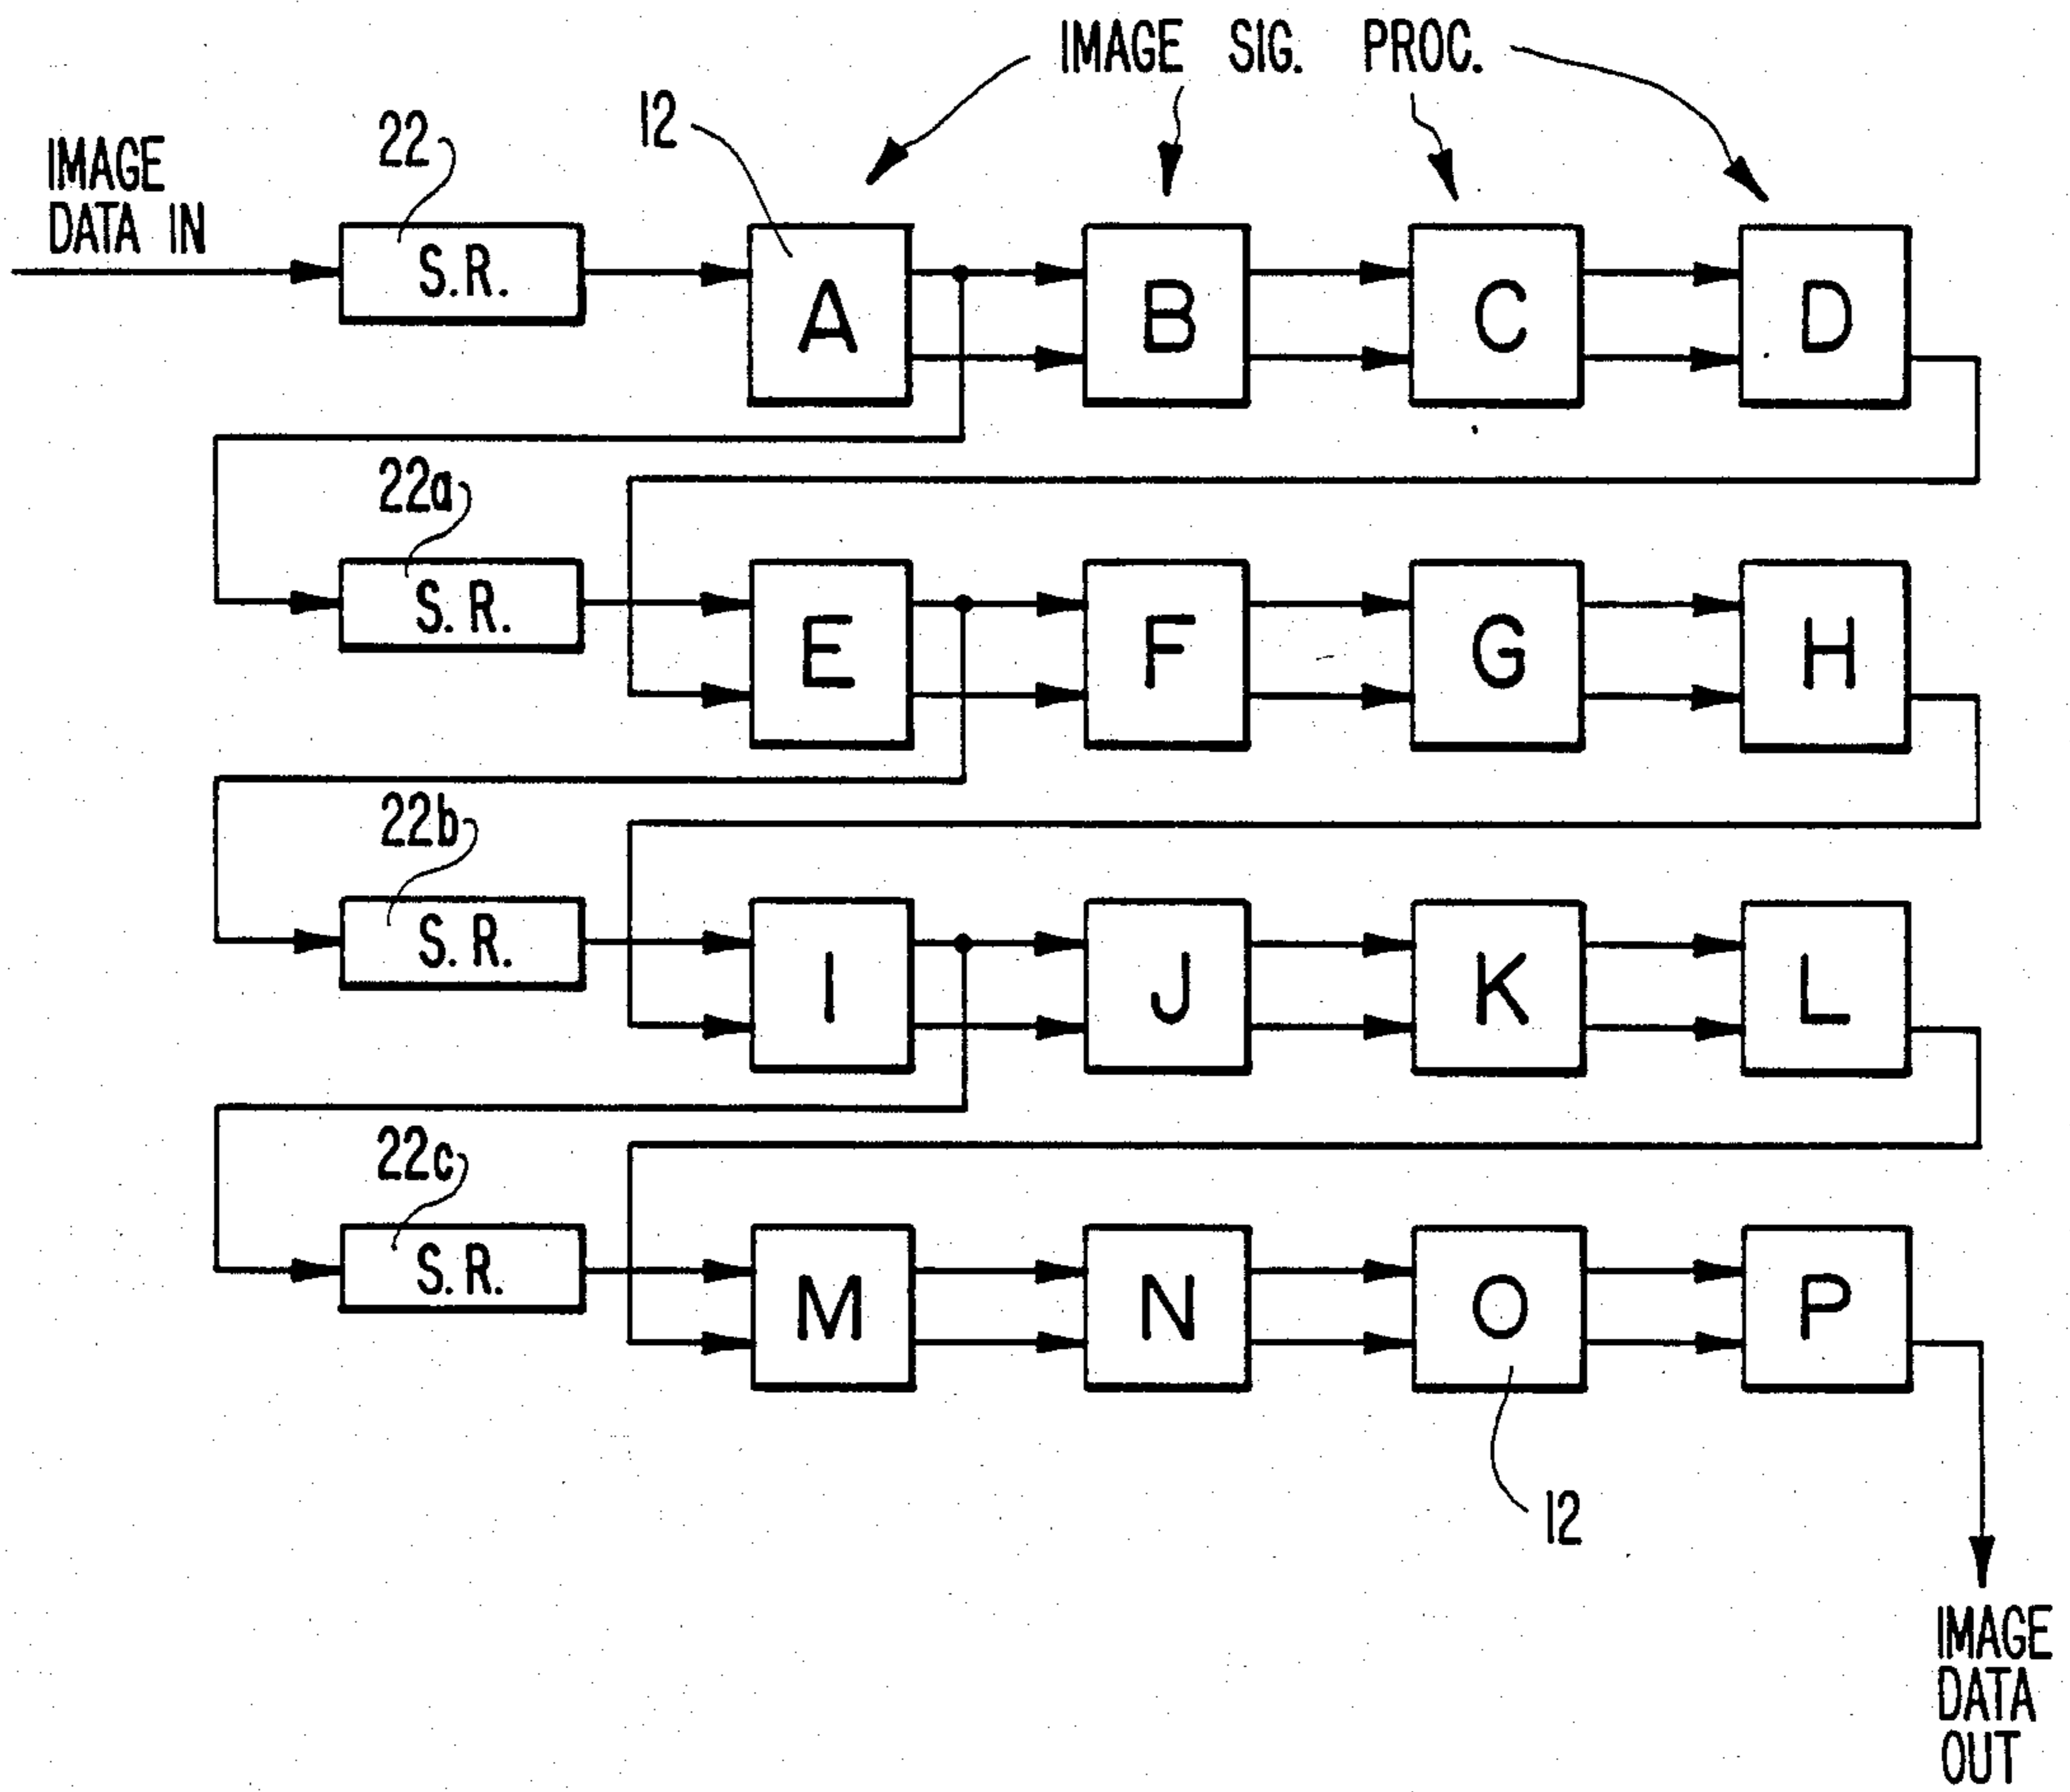 IMAGE SIG. PROC.
IMAGE
DATA IN
22
12
S.R.
A
B
C
D
22a
S.R.
E
F
G
H
22b
S.R.
I
J
K
L
22c
S.R.
M
N
O
P
12
IMAGE
DATA
OUT